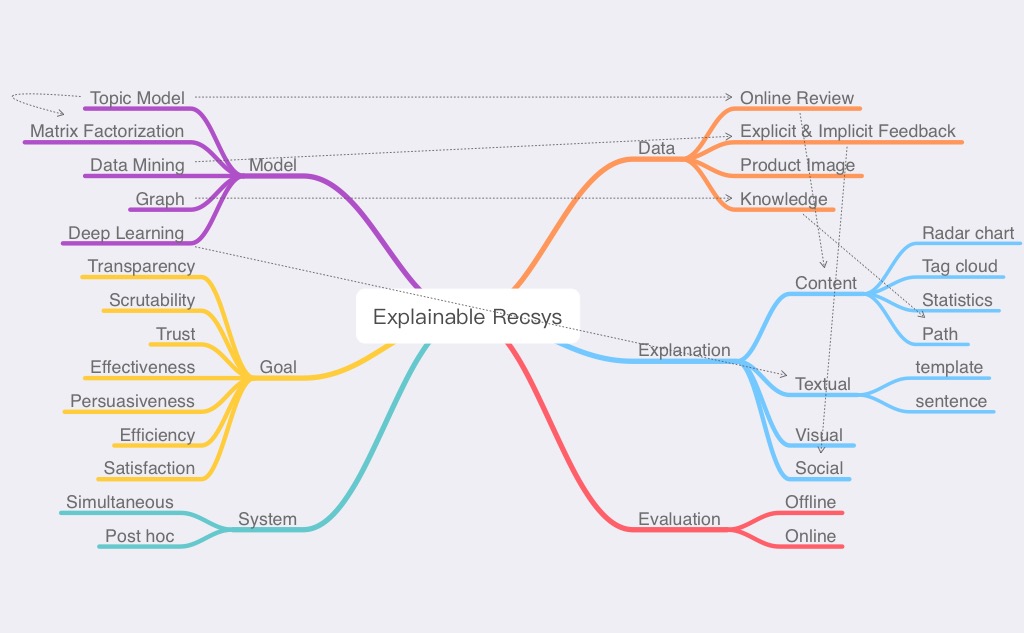 Topic Model
Matrix Factorization
Data Mining
Graph
Deep Learning
Model
Transparency
Scrutability
Trust
Effectiveness
Persuasiveness
Efficiency
Satisfaction
Goal
Simultaneous
Post hoc
System
Explainable Recsys
Data
Online Review
Explicit & Implicit Feedback
Product Image
Knowledge
Explanation
Content
Radar chart
Tag cloud
Statistics
Path
Textual
template
sentence
Visual
Social
Evaluation
Offline
Online